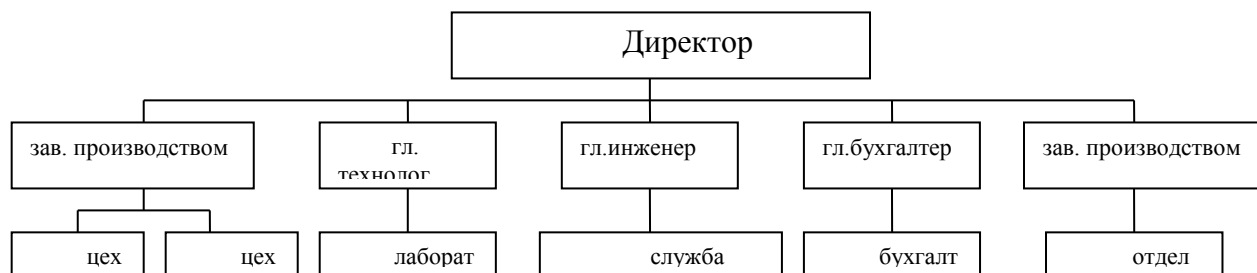 Директор
зав. производством
гл. технолог
гл.инженер
гл.бухгалтер
зав. производством
цех
цех
лаборат
служба
бухгалт
отдел